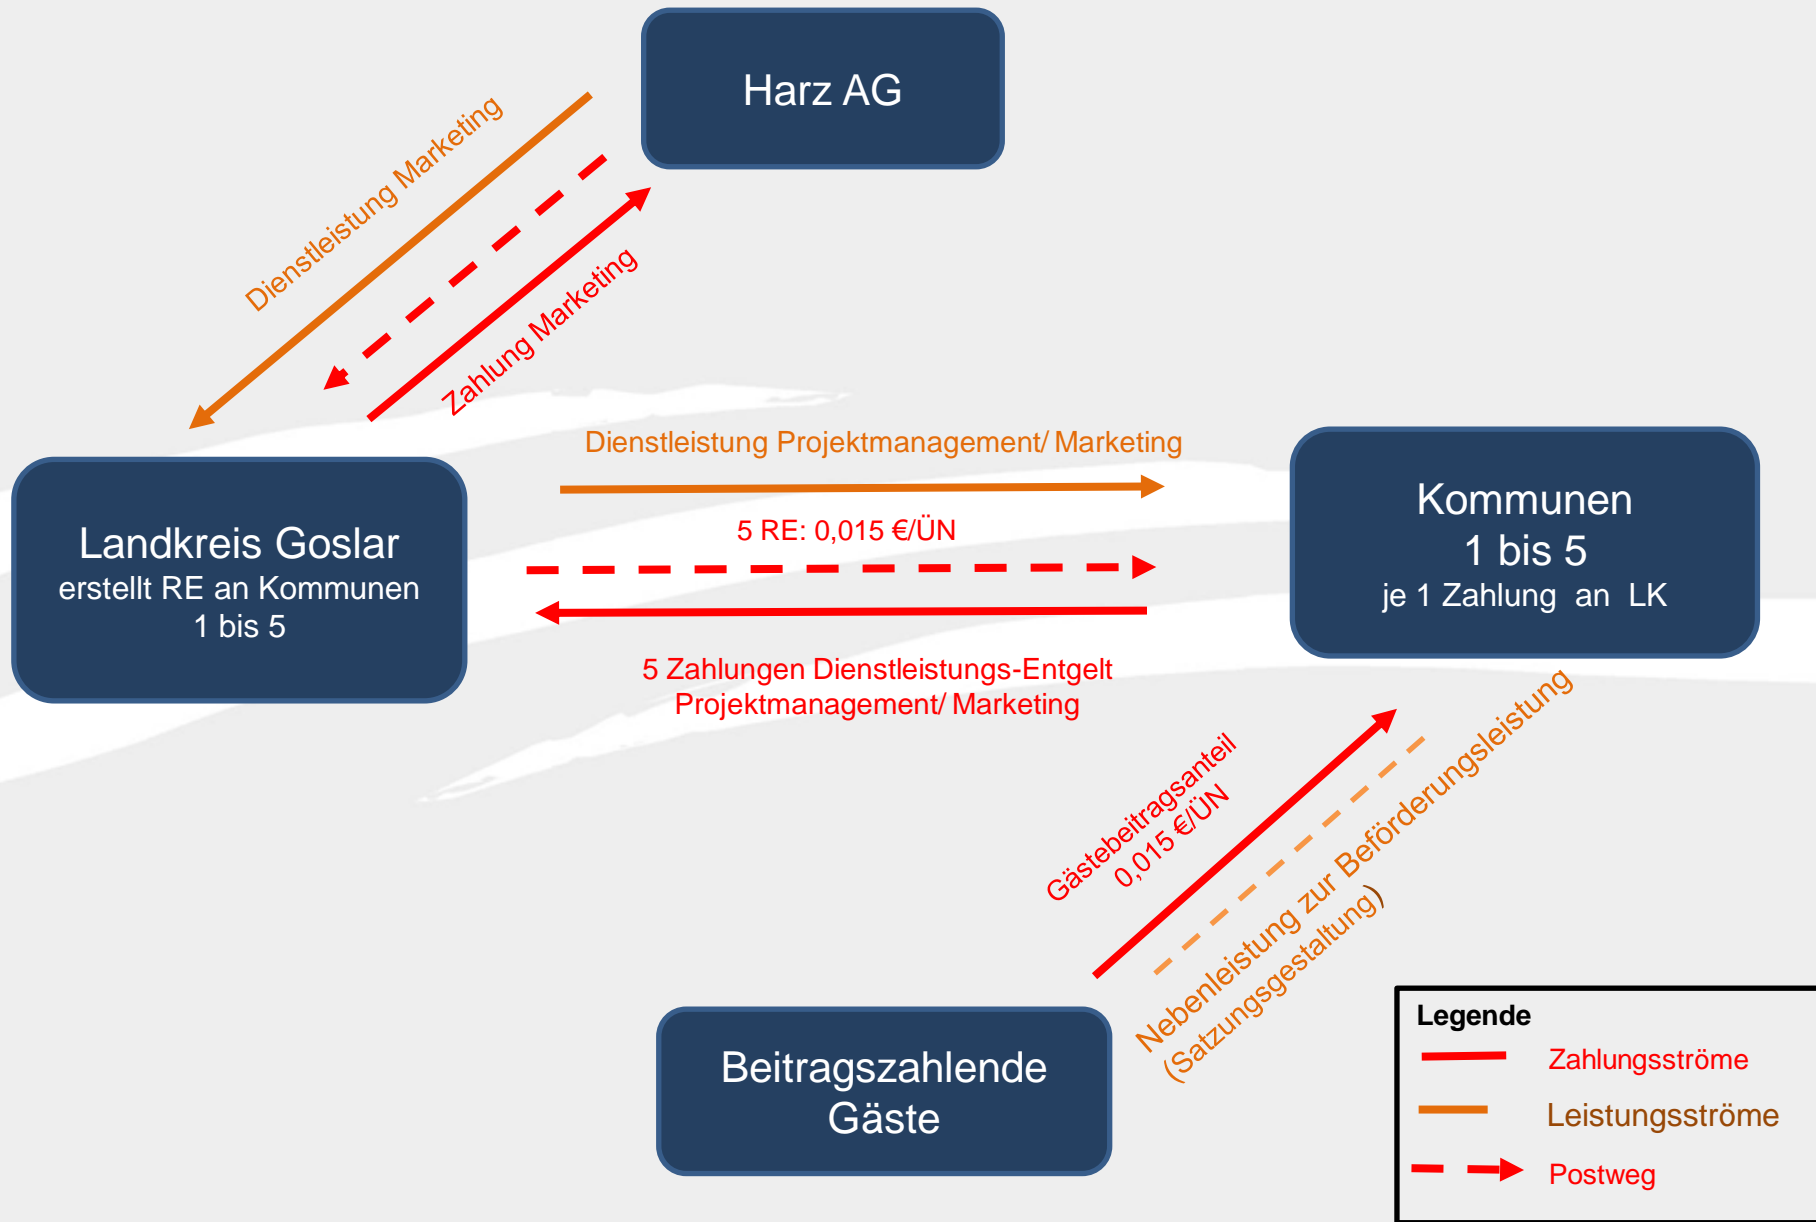 Harz AG
Dienstleistung Marketing
Zahlung Marketing
Dienstleistung Projektmanagement/ Marketing
5 RE: 0,015 €/ÜN
5 Zahlungen Dienstleistungs-Entgelt
Projektmanagement/ Marketing
Landkreis Goslar
erstellt RE an Kommunen
1 bis 5
Kommunen
1 bis 5
je 1 Zahlung an LK
Gästebeitragsanteil
0,015 €/ÜN
Nebenleistung zur Beförderungsleistung
(Satzungsgestaltung)
Beitragszahlende
Gäste
Legende
Zahlungsströme
Leistungsströme
Postweg